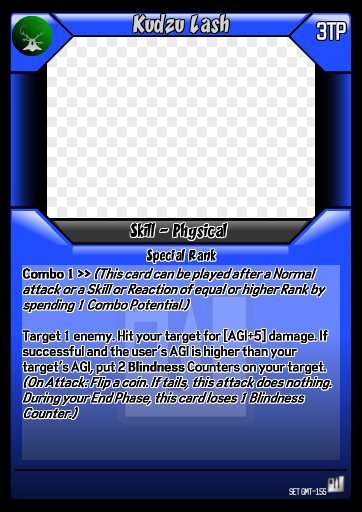 Kudzu Lash
3TP
Skill - Physical
Special Rank
Combo 1 >> (This card can be played after a Normal
attack or a Skill or Reaction of equal or higher Rank by
spending 1 Combo Potential.)
Target 1 enemy. Hit your target for [AGI+5] damage. If
successful and the user's AGI is higher than your
target's AGI, put 2 Blindness Counters on your target.
(On Attack: Flip a coin. If tails, this attack does nothing.
During your End Phase, this card loses 1 Blindness
Counter.)
SET GMT-155